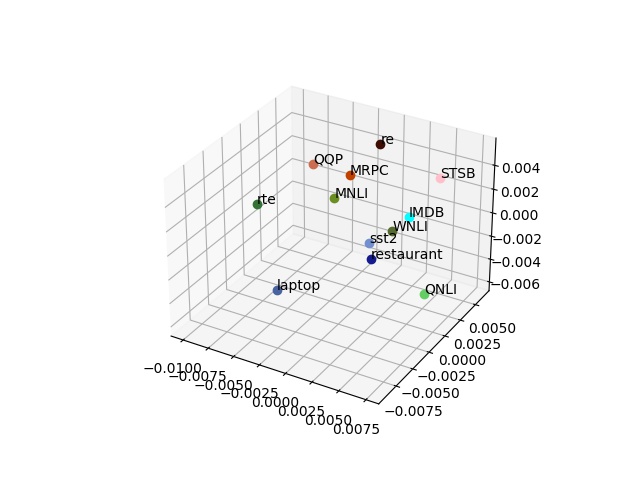 re
QQP
MRPC
STSB
MNLI
rte
IMDB
WNLI
sst2
restaurant
laptop
QNLI
0.004
0.002
0.000
−0.002
−0.004
−0.006
0.0050
0.0025
0.0000
−0.0025
−0.0050
−0.0075
−0.0100
−0.0075
−0.0050
−0.0025
0.0000
0.0025
0.0050
0.0075